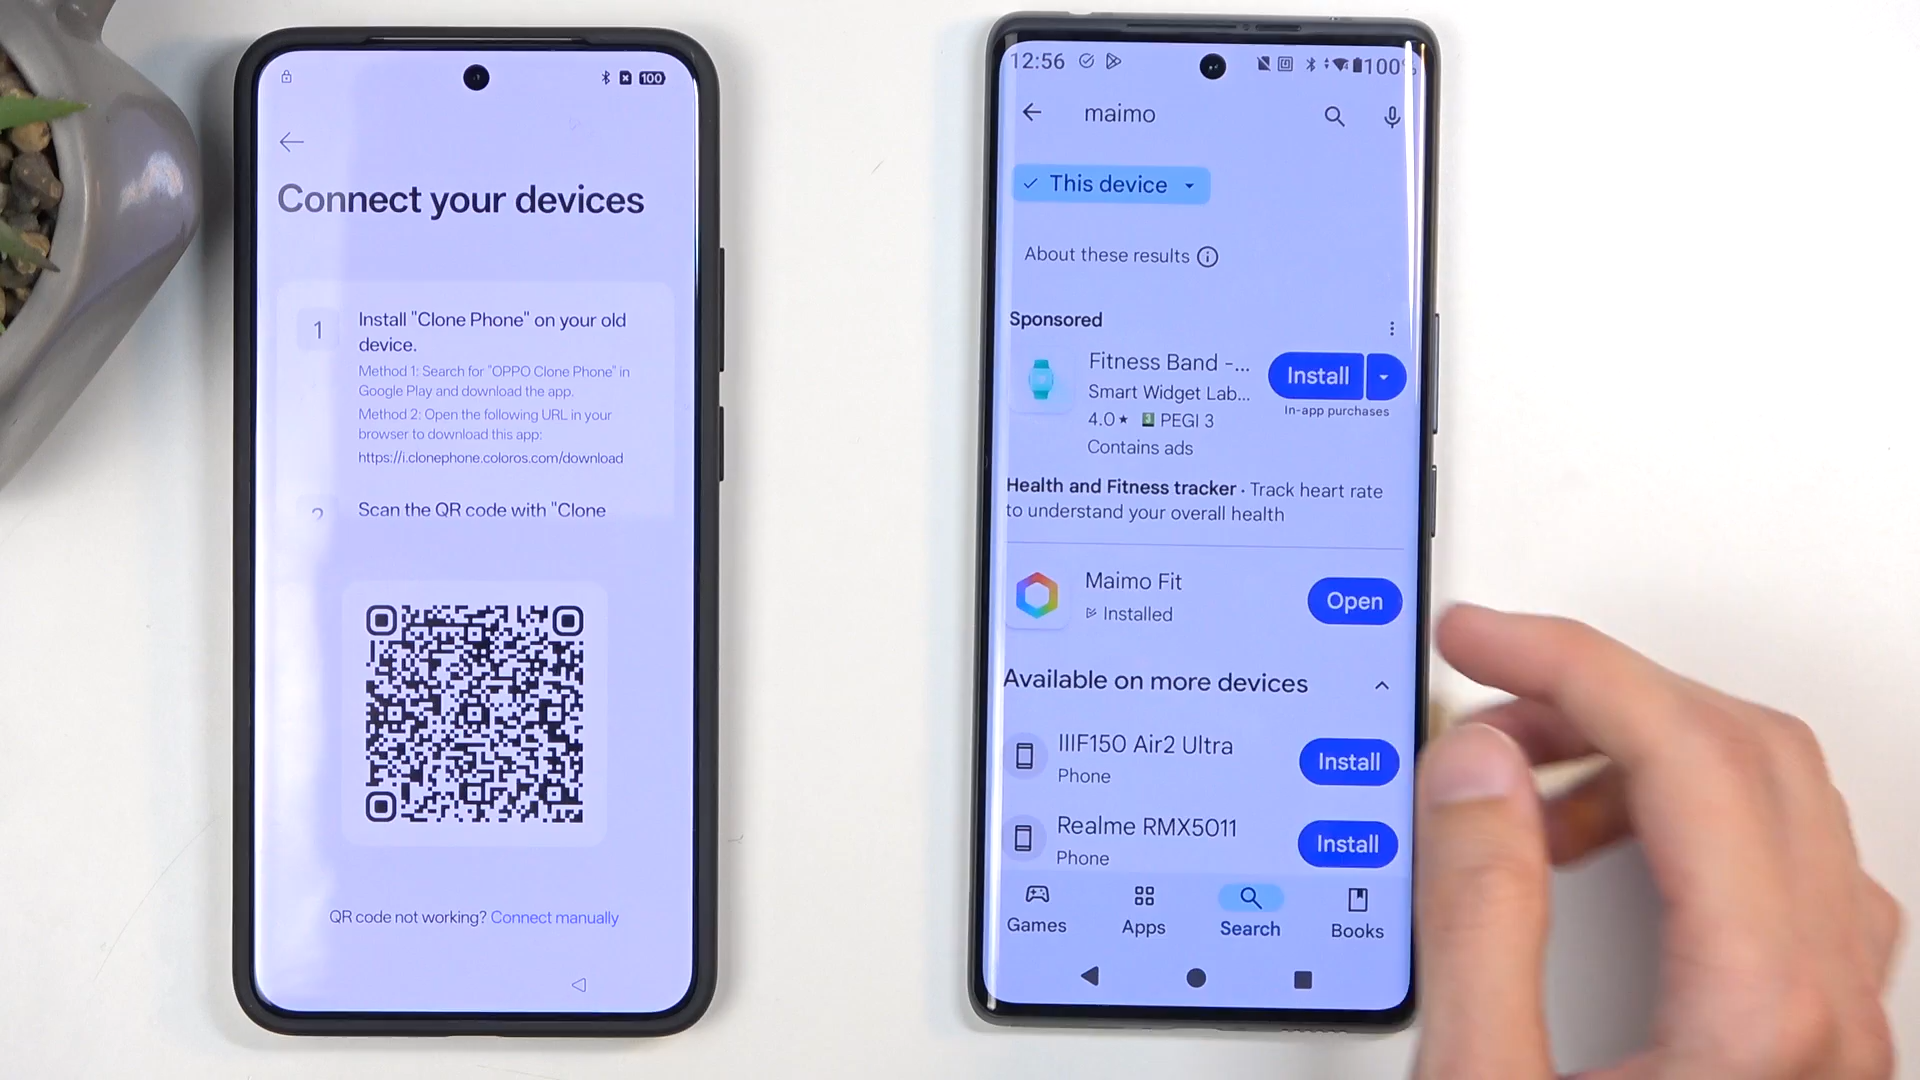 100
Connect your devices
1
Install "Clone Phone" on your old
device.
Method 1: Search for "OPPO Clone Phone" in
Google Play and download the app.
Method 2: Open the following URL in your
browser to download this app:
https://i.clonephone.coloros.com/download
2
Scan the QR code with "Clone
QR code not working? Connect manually
12:56
100%
maimo
This device
About these results
Sponsored
Fitness Band -...
Smart Widget Lab...
4.0★ 3 PEGI 3
Contains ads
Install
In-app purchases
Health and Fitness tracker · Track heart rate
to understand your overall health
Maimo Fit
Installed
Open
Available on more devices
IIIF150 Air2 Ultra
Phone
Install
Realme RMX5011
Phone
Install
Games
Apps
Search
Books